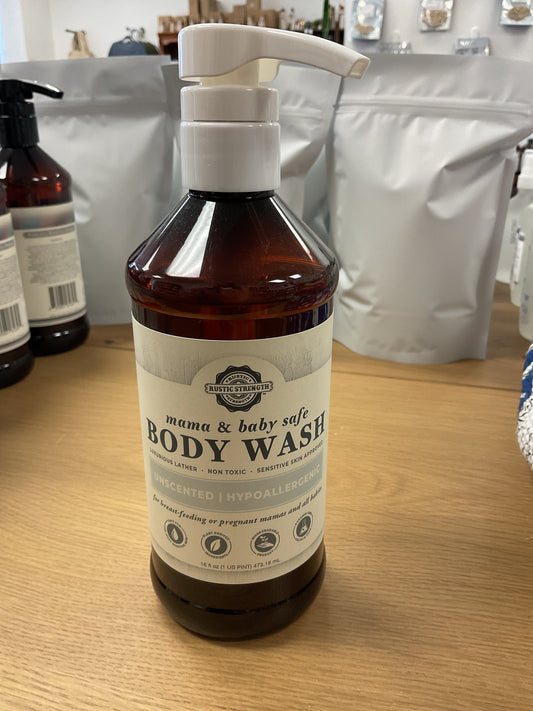 RUSTIC STRENGTH
mama & baby safe
BODY WASH
LUXURIOUS LATHER • NON TOXIC • SENSITIVE SKIN APPROVED
UNSCENTED | HYPOALLERGENIC
for breast-feeding or pregnant mamas and all babies
16 fl oz (1 US PINT) 473.18 mL